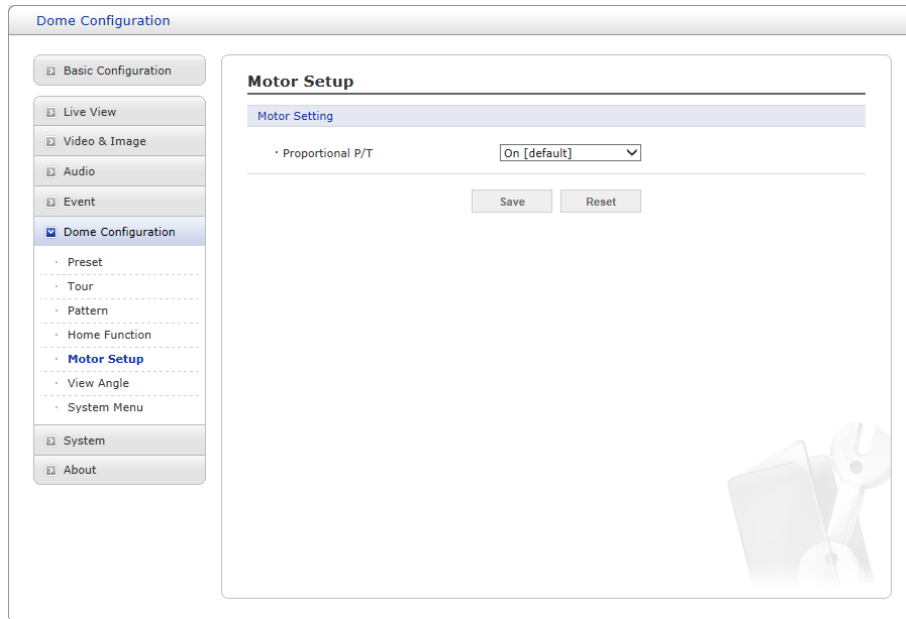 Dome Configuration
Basic Configuration
Live View
Video & Image
Audio
Event
Dome Configuration
· Preset
· Tour
· Pattern
· Home Function
· Motor Setup
· View Angle
· System Menu
System
About
Motor Setup
Motor Setting
· Proportional P/T On [default]
Save Reset